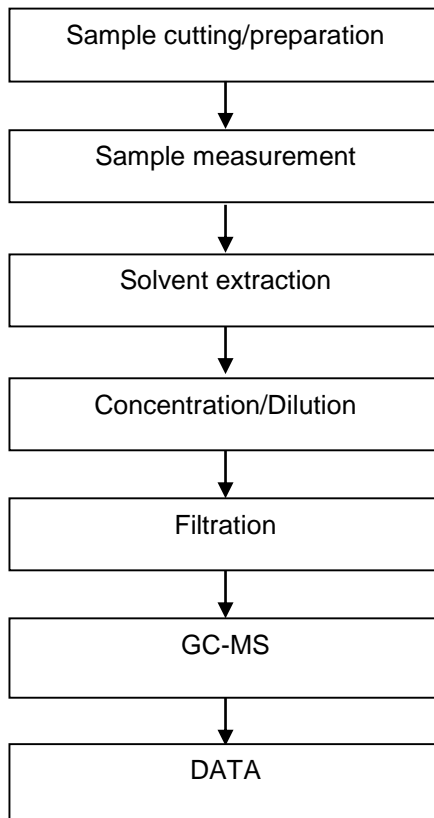 Sample cutting/preparation
Sample measurement
Solvent extraction
Concentration/Dilution
Filtration
GC-MS
DATA